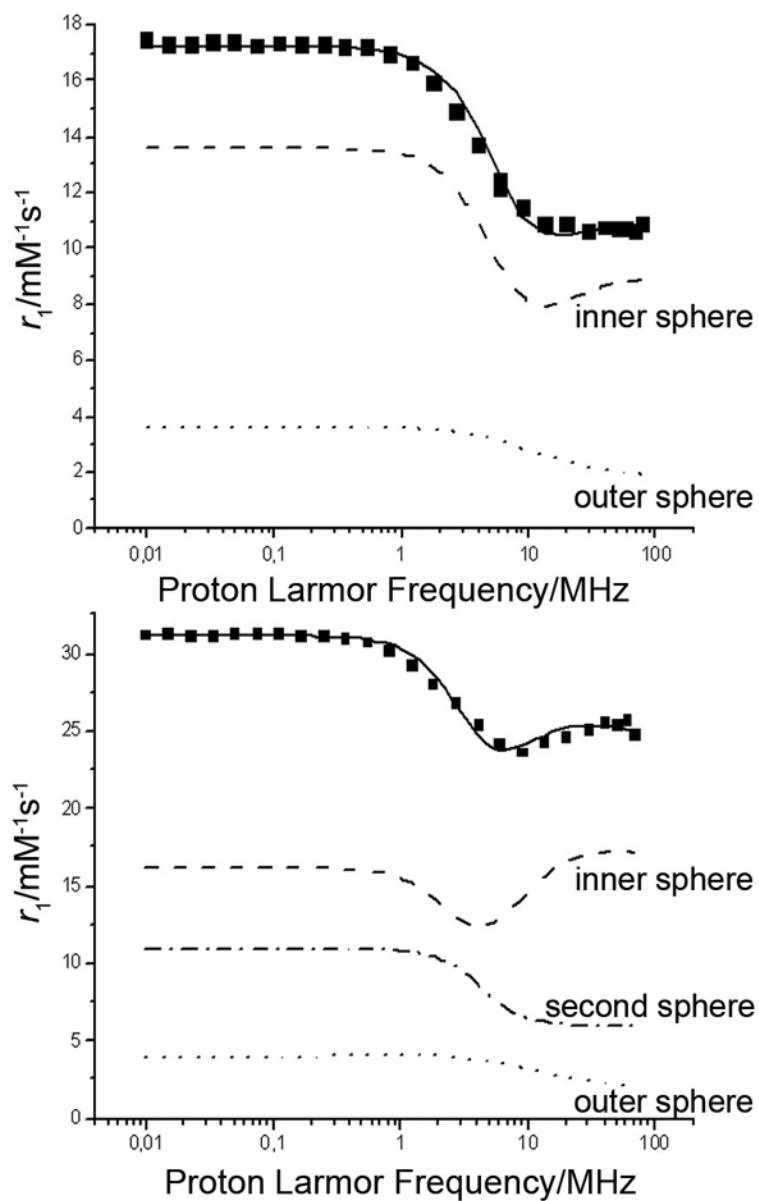 18
16
14
12
10
8
6
4
2
0
r₁/mM⁻¹s⁻¹
inner sphere
outer sphere
0,01 0,1 1 10 100
Proton Larmor Frequency/MHz
30
25
20
15
10
5
0
r₁/mM⁻¹s⁻¹
inner sphere
second sphere
outer sphere
0,01 0,1 1 10 100
Proton Larmor Frequency/MHz